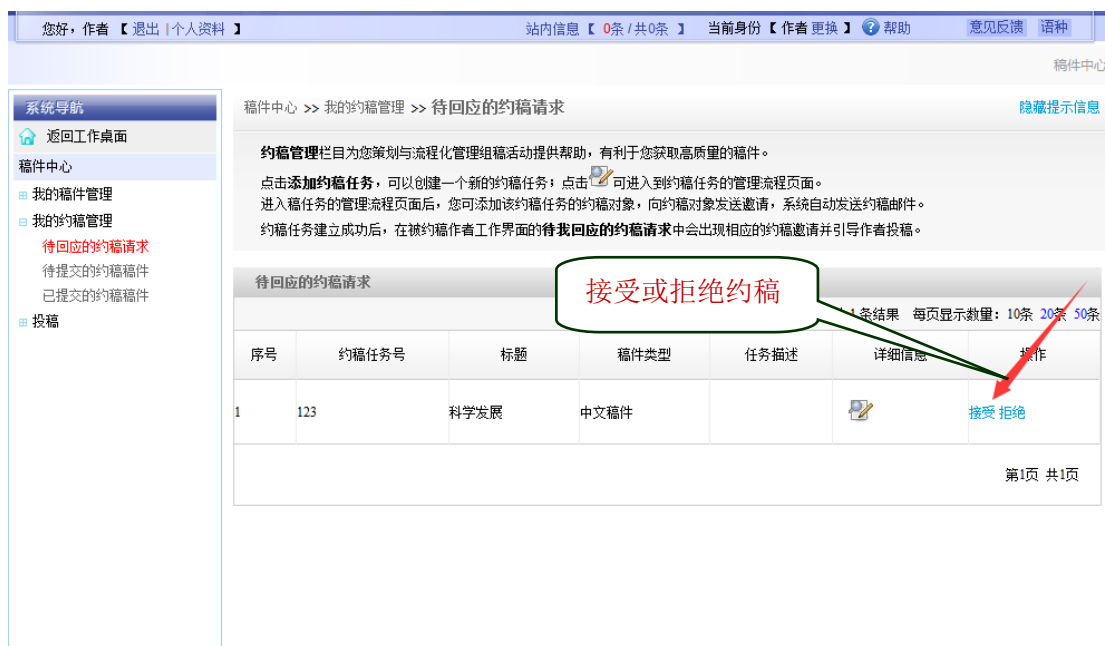 您好，作者 【 退出 |个人资料 】 站内信息【 0条 /共0条 】 当前身份【 作者 更换 】 ? 帮助 意见反馈 语种
稿件中心
系统导航
返回工作桌面
稿件中心
我的稿件管理
我的约稿管理
待回应的约稿请求
待提交的约稿稿件
已提交的约稿稿件
投稿
稿件中心 >> 我的约稿管理 >> 待回应的约稿请求 隐藏提示信息
约稿管理栏目为您策划与流程化管理组稿活动提供帮助，有利于您获取高质量的稿件。
点击添加约稿任务，可以创建一个新的约稿任务；点击 可进入到约稿任务的管理流程页面。
进入稿任务的管理流程页面后，您可添加该约稿任务的约稿对象，向约稿对象发送邀请，系统自动发送约稿邮件。
约稿任务建立成功后，在被约稿作者工作界面的待我回应的约稿请求中会出现相应的约稿邀请并引导作者投稿。
待回应的约稿请求
接受或拒绝约稿
条结果 每页显示数量：10条 20条 50条
序号 约稿任务号 标题 稿件类型 任务描述 详细信息 操作
1 123 科学发展 中文稿件 接受 拒绝
第1页 共1页